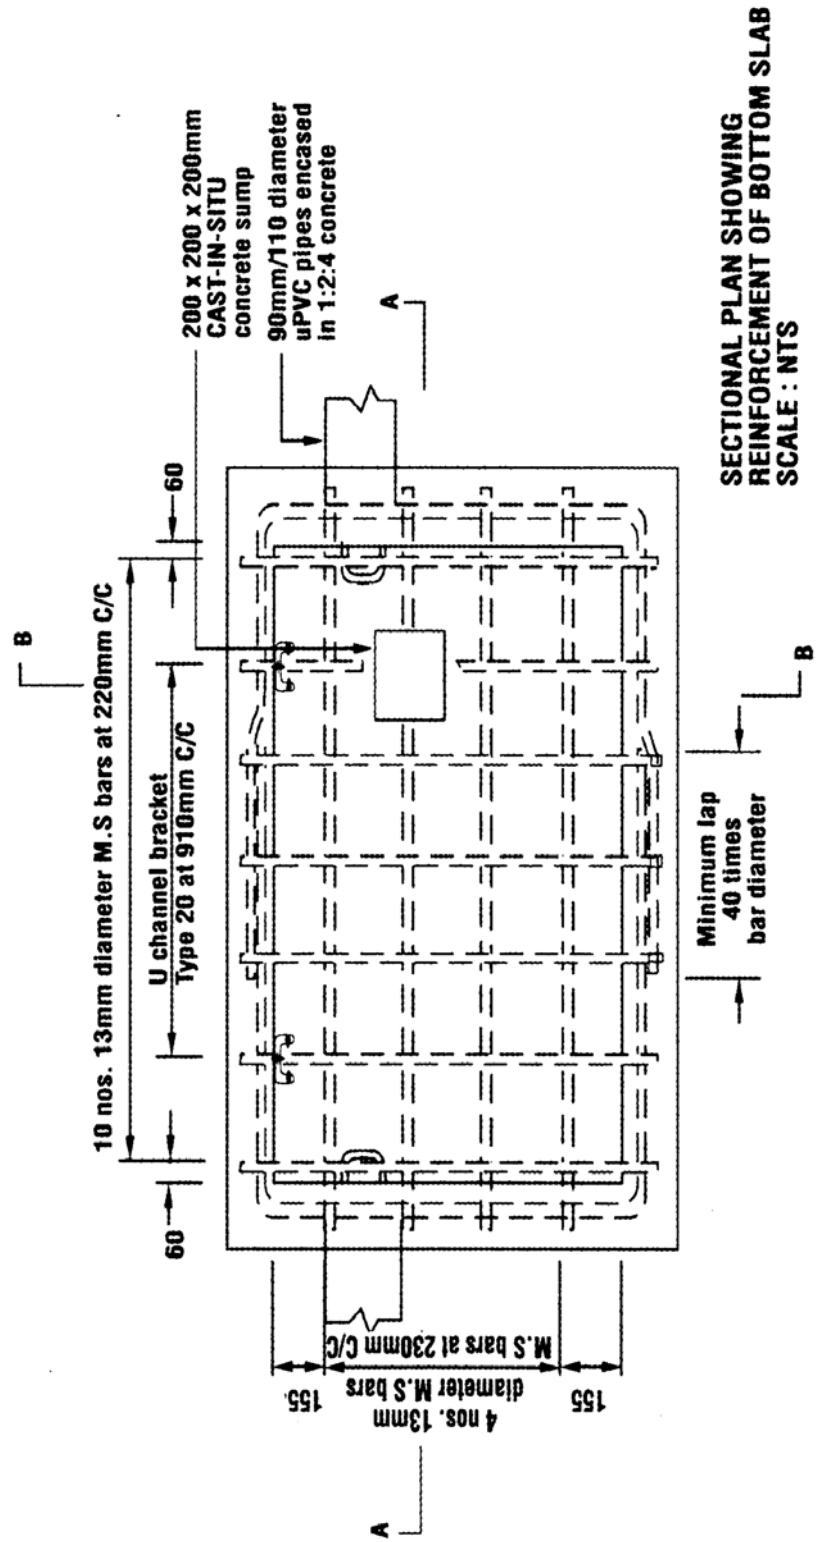 B
10 nos. 13mm diameter M.S bars at 220mm C/C
U channel bracket
Type 20 at 910mm C/C
60
60
200 x 200 x 200mm
CAST-IN-SITU
concrete sump
90mm/110 diameter
uPVC pipes encased
in 1:2:4 concrete
A
A
155
4 nos. 13mm
diameter M.S bars
M.S bars at 230mm C/C
155
Minimum lap
40 times
bar diameter
B
SECTIONAL PLAN SHOWING
REINFORCEMENT OF BOTTOM SLAB
SCALE : NTS